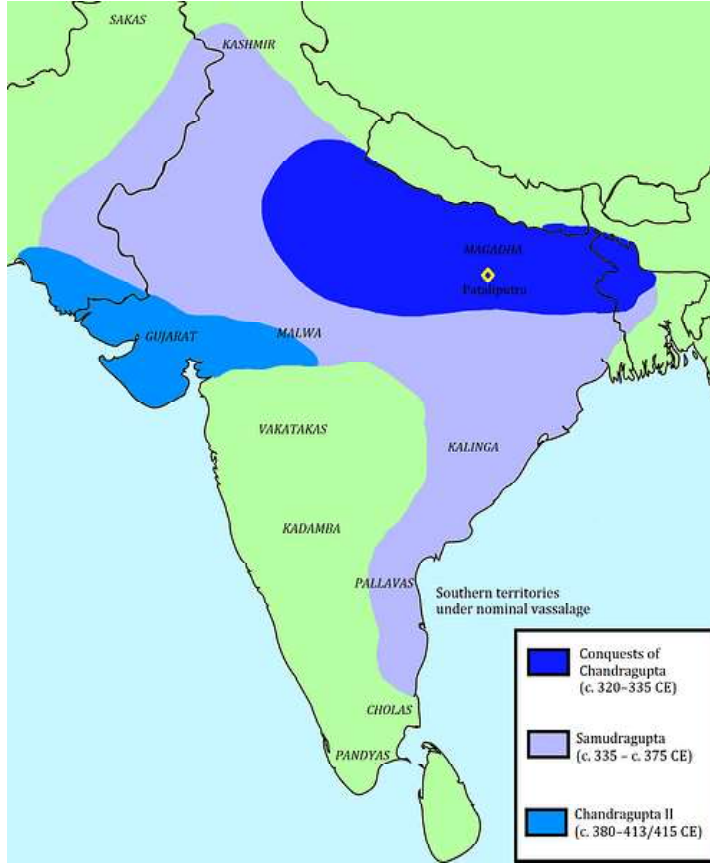 SAKAS
KASHMIR
MAGADHA
Pataliputra
GUJARAT
MALWA
VAKATAKAS
KALINGA
KADAMBA
PALLAVAS
Southern territories
under nominal vassalage
CHOLAS
PANDYAS
Conquests of
Chandragupta
(c. 320–335 CE)
Samudragupta
(c. 335 – c. 375 CE)
Chandragupta II
(c. 380–413/415 CE)